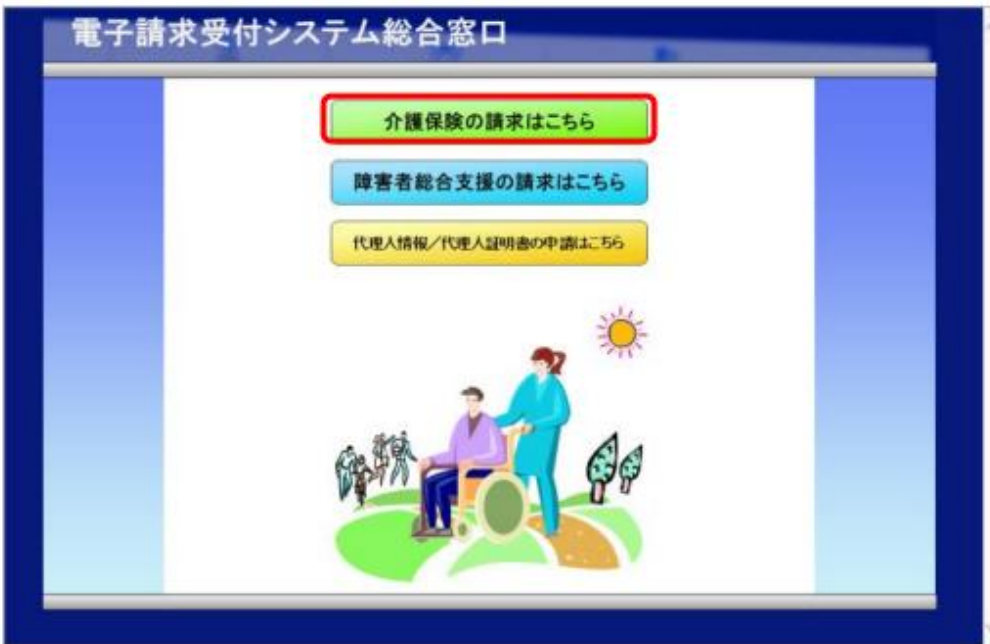 電子請求受付システム総合窓口
介護保険の請求はこちら
障害者総合支援の請求はこちら
代理人情報／代理人証明書の申請はこちら